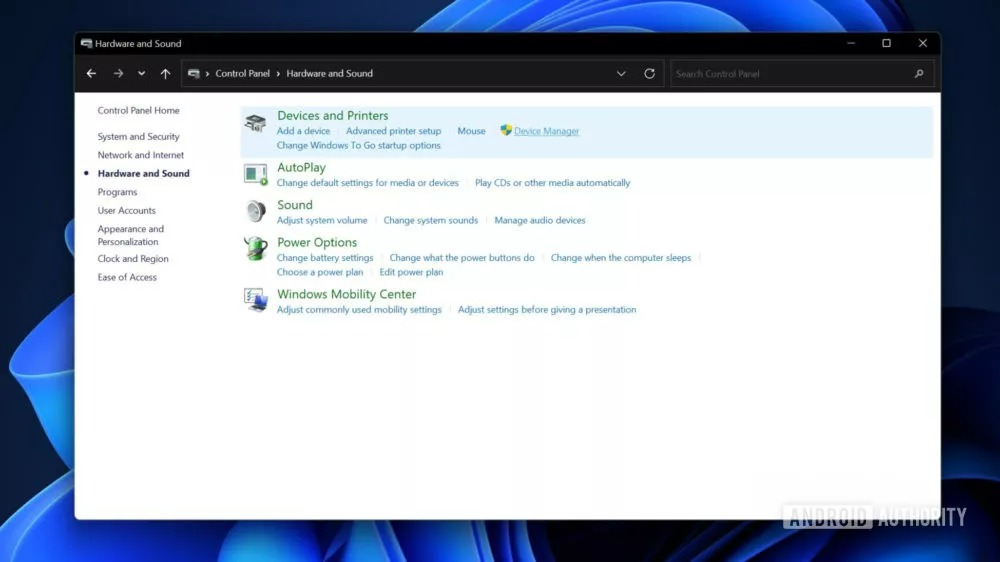 Hardware and Sound
Control Panel › Hardware and Sound
Search Control Panel
Control Panel Home
System and Security
Network and Internet
Hardware and Sound
Programs
User Accounts
Appearance and
Personalization
Clock and Region
Ease of Access
Devices and Printers
Add a device Advanced printer setup Mouse Device Manager
Change Windows To Go startup options
AutoPlay
Change default settings for media or devices Play CDs or other media automatically
Sound
Adjust system volume Change system sounds Manage audio devices
Power Options
Change battery settings Change what the power buttons do Change when the computer sleeps
Choose a power plan Edit power plan
Windows Mobility Center
Adjust commonly used mobility settings Adjust settings before giving a presentation
ANDROID AUTHORITY